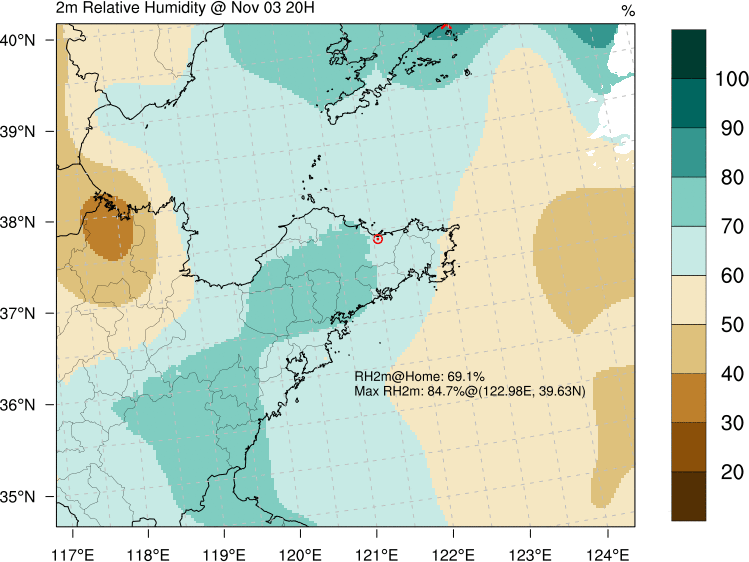 2m Relative Humidity @ Nov 03 20H
%
40°N
39°N
38°N
37°N
36°N
35°N
117°E 118°E 119°E 120°E 121°E 122°E 123°E 124°E
RH2m@Home: 69.1%
Max RH2m: 84.7%@(122.98E, 39.63N)
100
90
80
70
60
50
40
30
20